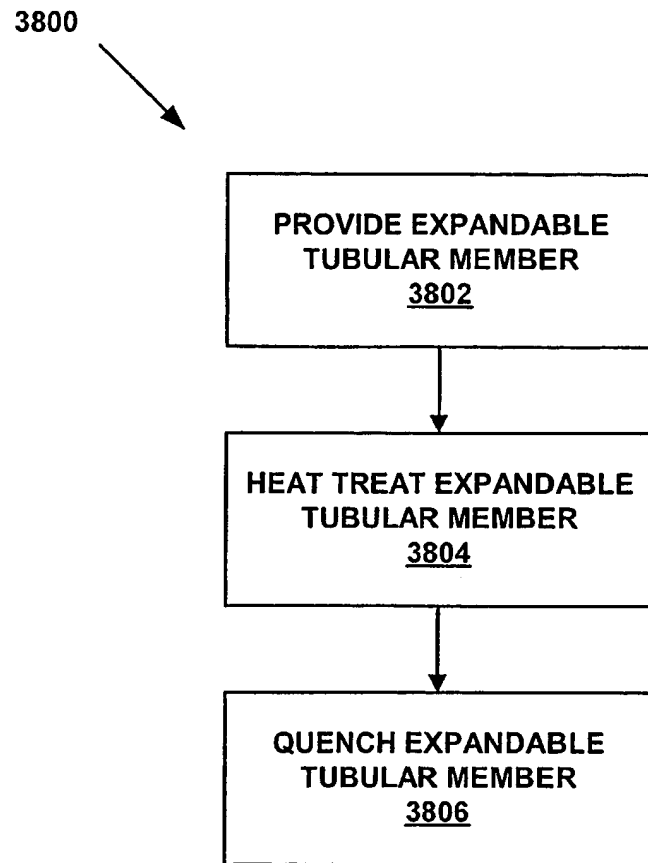 3800
PROVIDE EXPANDABLE
TUBULAR MEMBER
3802
HEAT TREAT EXPANDABLE
TUBULAR MEMBER
3804
QUENCH EXPANDABLE
TUBULAR MEMBER
3806